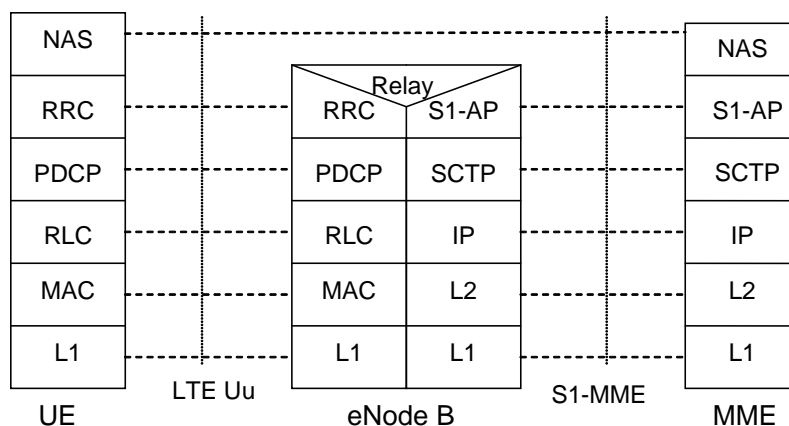 NAS
NAS
Relay
RRC RRC S1-AP S1-AP
PDCP PDCP SCTP SCTP
RLC RLC IP IP
MAC MAC L2 L2
L1 L1 L1 L1
LTE Uu S1-MME
UE eNode B MME